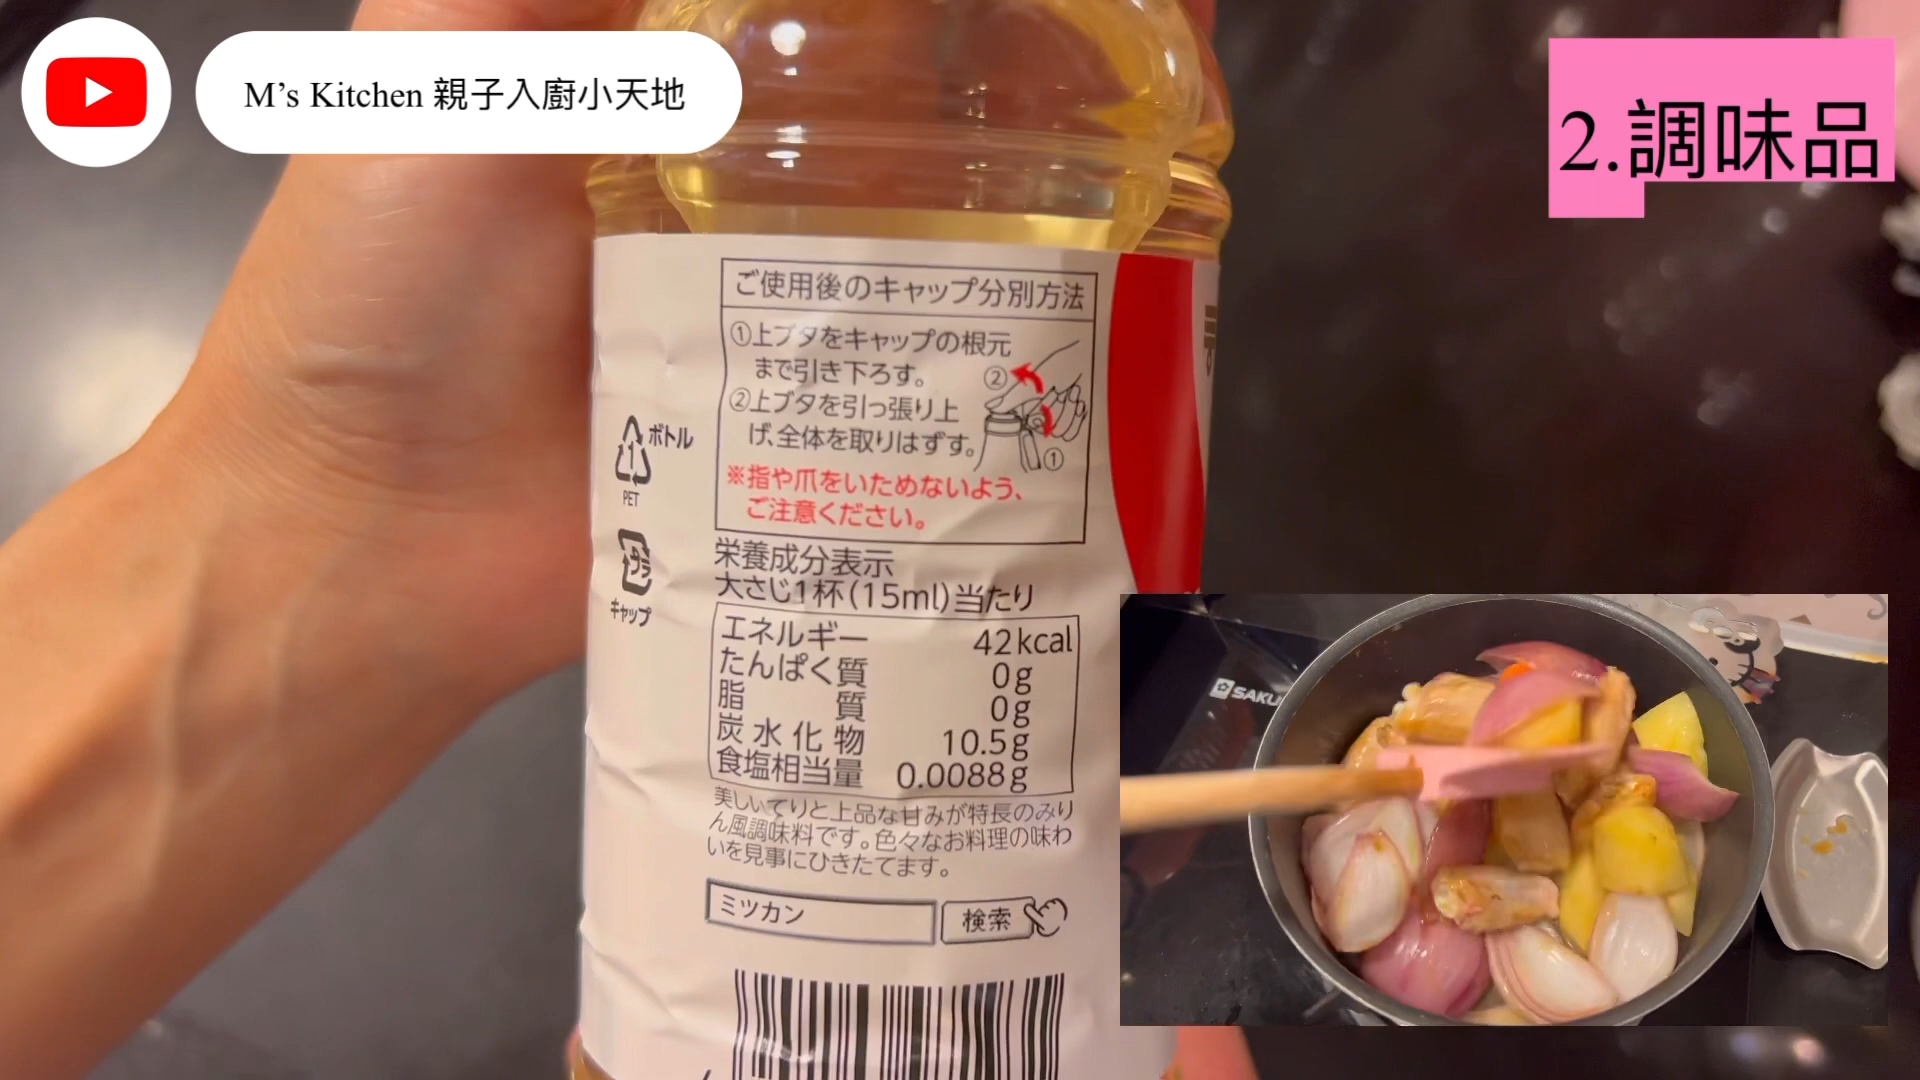 M’s Kitchen 親子入廚小天地
2.調味品
ご使用後のキャップ分別方法
①上ブタをキャップの根元
まで引き下ろす。
②上ブタを引っ張り上
げ、全体を取りはずす。
②
①
※指や爪をいためないよう、
ご注意ください。
1
ボトル
PET
プラ
キャップ
栄養成分表示
大さじ1杯(15ml)当たり
エネルギー 42kcal
たんぱく質 0g
脂質 0g
炭水化物 10.5g
食塩相当量 0.0088g
美しいてりと上品な甘みが特長のみり
ん風調味料です。色々なお料理の味わ
いを見事にひきたてます。
ミツカン 検索
SAKU